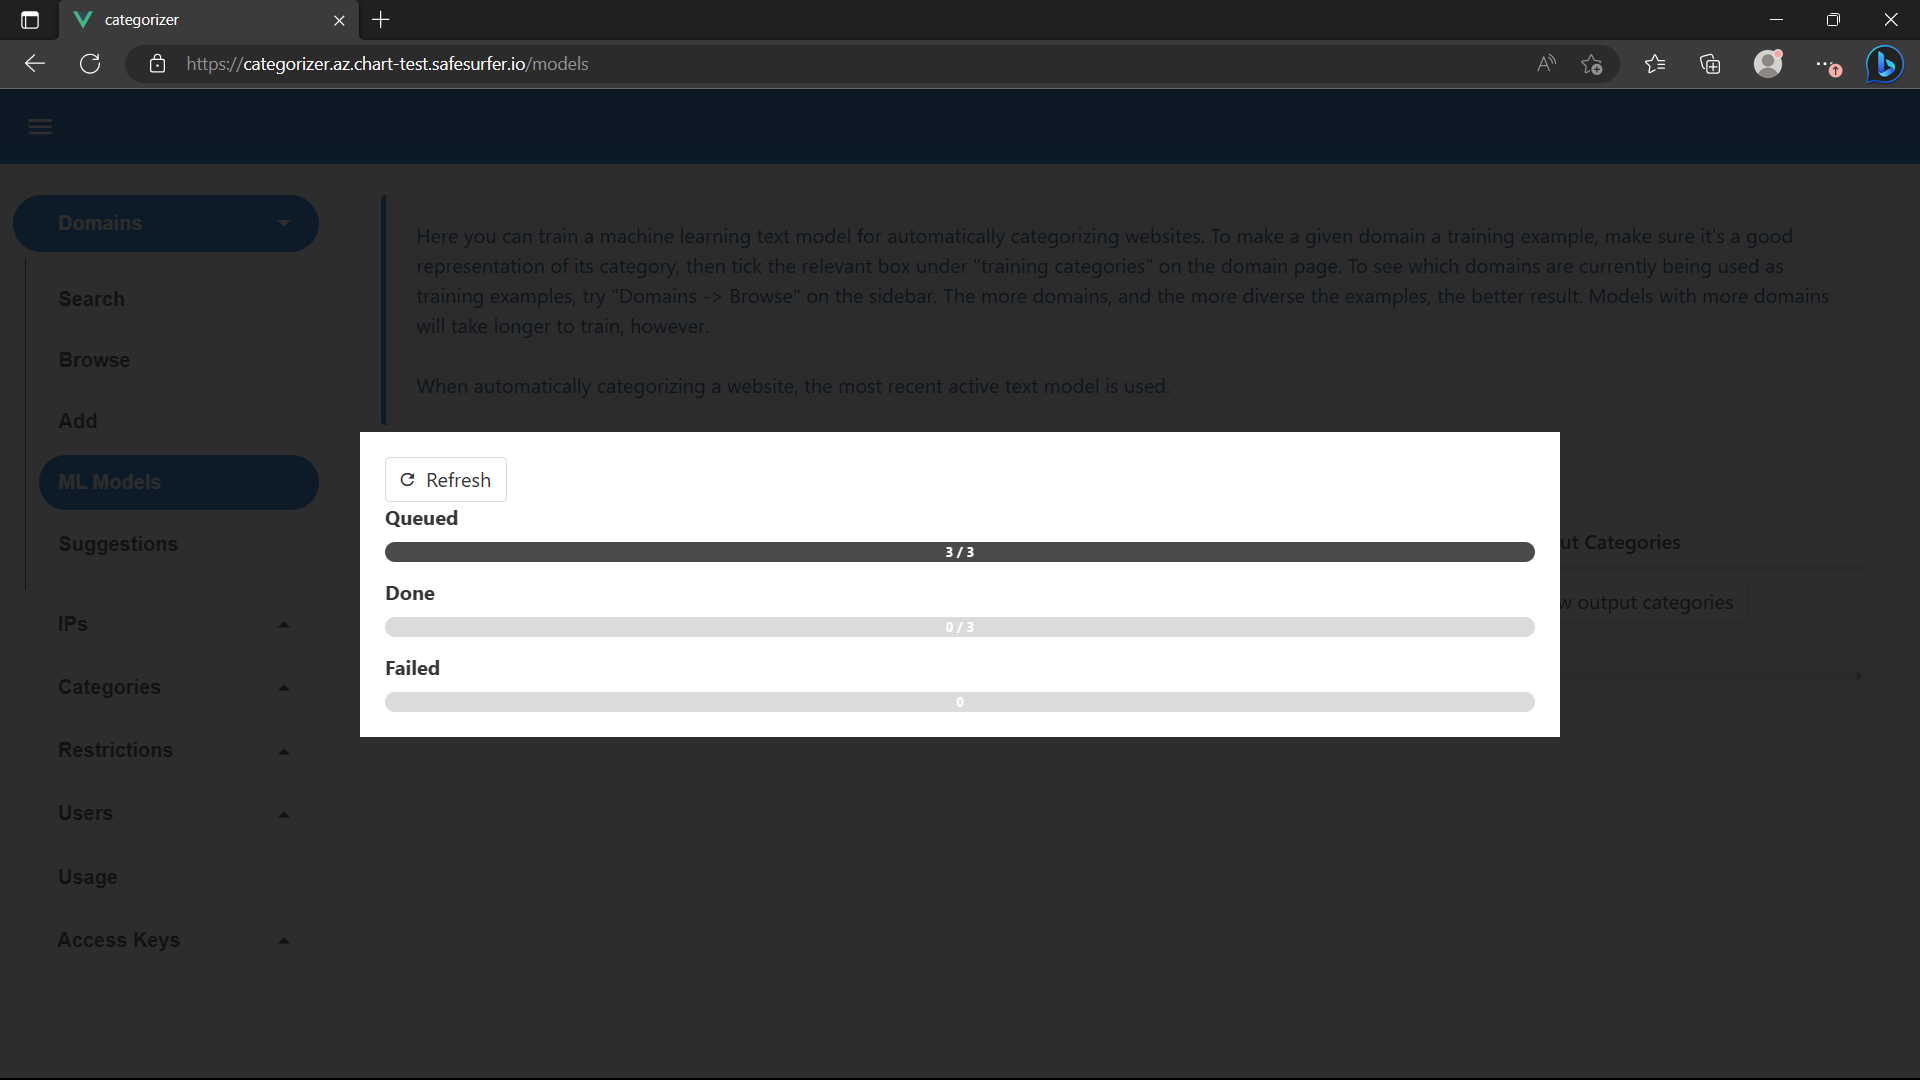 categorizer
https://categorizer.az.chart-test.safesurfer.io/models
Domains
Search
Browse
Add
ML Models
Suggestions
IPs
Categories
Restrictions
Users
Usage
Access Keys
Here you can train a machine learning text model for automatically categorizing websites. To make a given domain a training example, make sure it's a good
representation of its category, then tick the relevant box under "training categories" on the domain page. To see which domains are currently being used as
training examples, try "Domains -> Browse" on the sidebar. The more domains, and the more diverse the examples, the better result. Models with more domains
will take longer to train, however.
When automatically categorizing a website, the most recent active text model is used.
Refresh
Queued
3 / 3
Done
0 / 3
Failed
0
ut Categories
w output categories